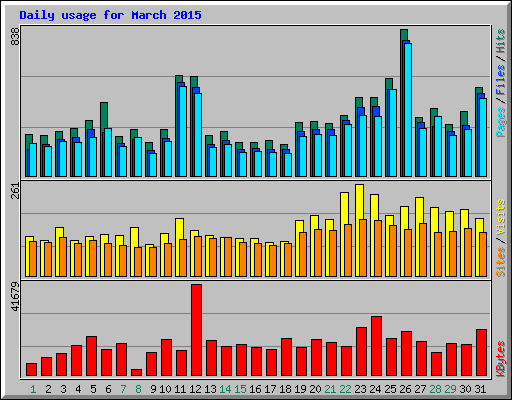 Daily usage for March 2015
838
Pages / Files / Hits
261
Sites / Visits
41679
KBytes
1 2 3 4 5 6 7 8 9 10 11 12 13 14 15 16 17 18 19 20 21 22 23 24 25 26 27 28 29 30 31